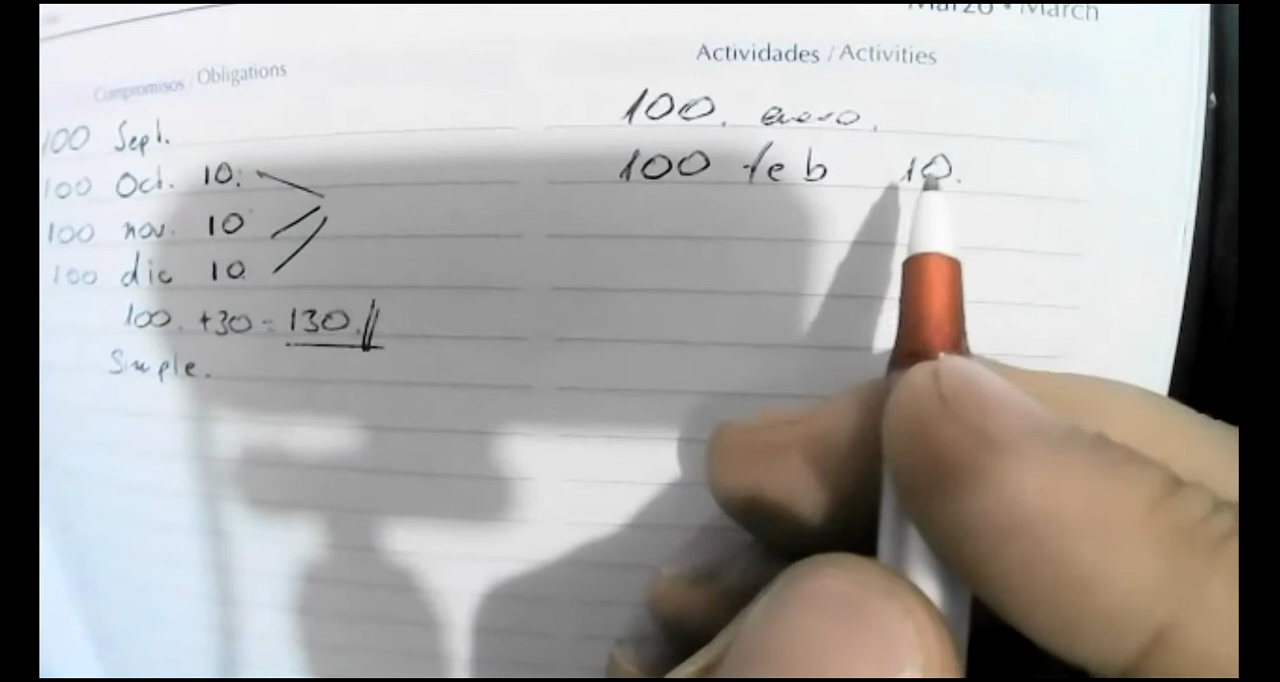 Marzo • March
Compromisos / Obligations
100 Sept.
100 Oct. 10.
100 nov. 10
100 dic 10.
100. +30 = 130.
Simple.
Actividades / Activities
100. enero.
100 feb 10.